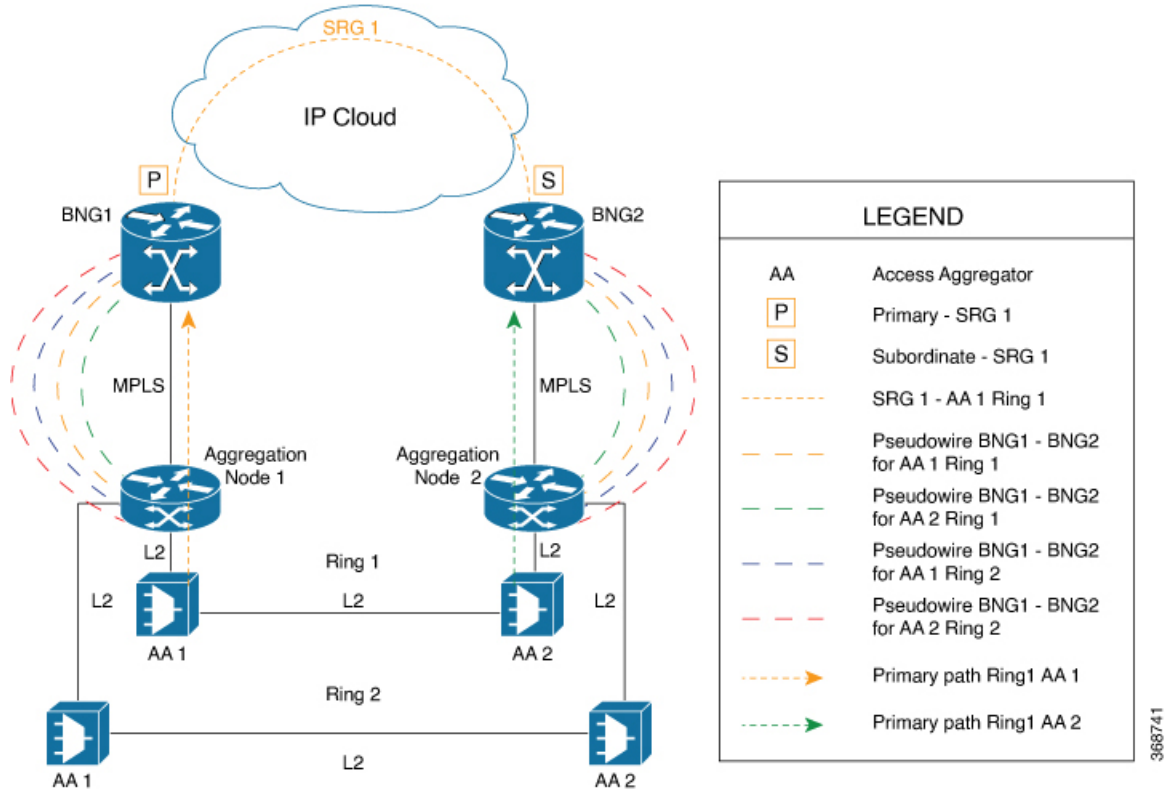 SRG 1
IP Cloud
P
S
BNG1
BNG2
MPLS
MPLS
Aggregation
Node 1
Aggregation
Node 2
L2
L2
Ring 1
L2
L2
L2
AA 1
AA 2
Ring 2
L2
AA 1
AA 2
LEGEND
AA Access Aggregator
P Primary - SRG 1
S Subordinate - SRG 1
SRG 1 - AA 1 Ring 1
Pseudowire BNG1 - BNG2
for AA 1 Ring 1
Pseudowire BNG1 - BNG2
for AA 2 Ring 1
Pseudowire BNG1 - BNG2
for AA 1 Ring 2
Pseudowire BNG1 - BNG2
for AA 2 Ring 2
Primary path Ring1 AA 1
Primary path Ring1 AA 2
368741